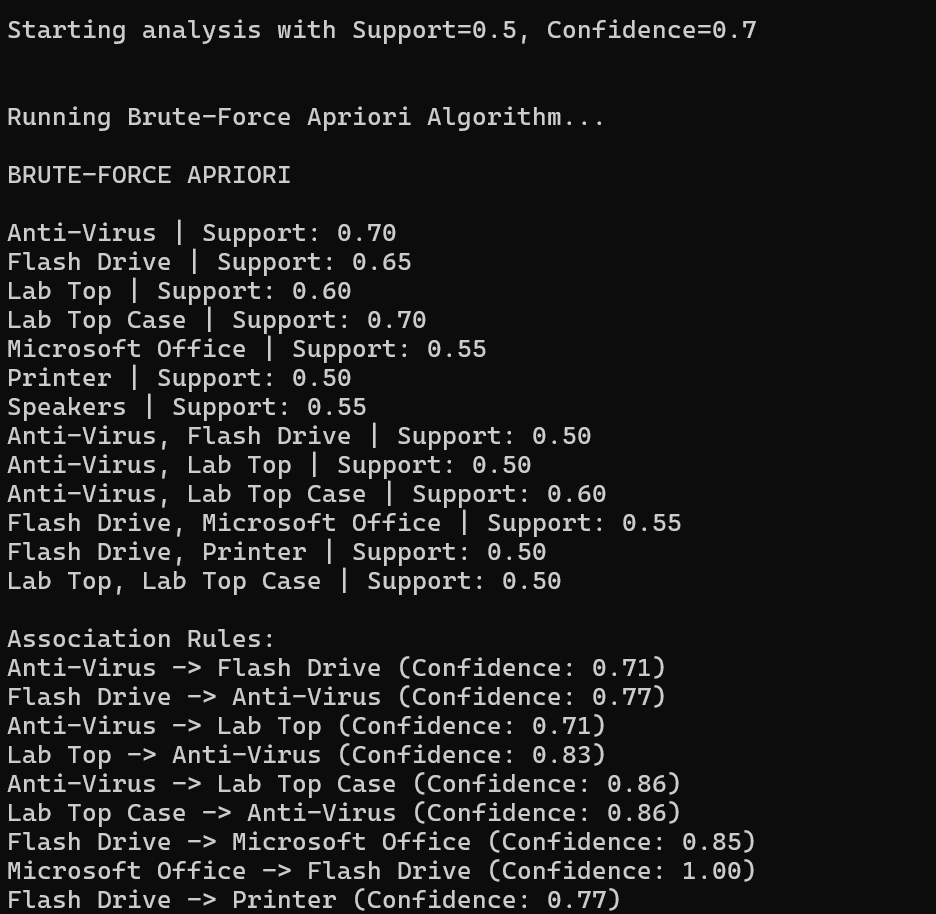 Starting analysis with Support=0.5, Confidence=0.7
Running Brute-Force Apriori Algorithm...
BRUTE-FORCE APRIORI
Anti-Virus | Support: 0.70
Flash Drive | Support: 0.65
Lab Top | Support: 0.60
Lab Top Case | Support: 0.70
Microsoft Office | Support: 0.55
Printer | Support: 0.50
Speakers | Support: 0.55
Anti-Virus, Flash Drive | Support: 0.50
Anti-Virus, Lab Top | Support: 0.50
Anti-Virus, Lab Top Case | Support: 0.60
Flash Drive, Microsoft Office | Support: 0.55
Flash Drive, Printer | Support: 0.50
Lab Top, Lab Top Case | Support: 0.50
Association Rules:
Anti-Virus -> Flash Drive (Confidence: 0.71)
Flash Drive -> Anti-Virus (Confidence: 0.77)
Anti-Virus -> Lab Top (Confidence: 0.71)
Lab Top -> Anti-Virus (Confidence: 0.83)
Anti-Virus -> Lab Top Case (Confidence: 0.86)
Lab Top Case -> Anti-Virus (Confidence: 0.86)
Flash Drive -> Microsoft Office (Confidence: 0.85)
Microsoft Office -> Flash Drive (Confidence: 1.00)
Flash Drive -> Printer (Confidence: 0.77)